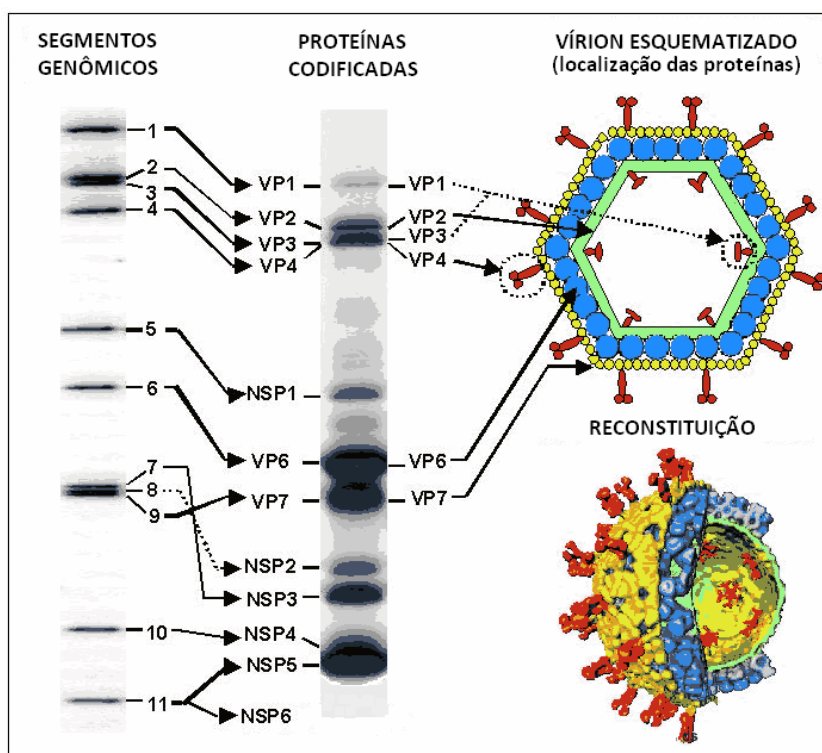 SEGMENTOS
GENÔMICOS
PROTEÍNAS
CODIFICADAS
VÍRION ESQUEMATIZADO
(localização das proteínas)
1
2
3
4
5
6
7
8
9
10
11
VP1
VP2
VP3
VP4
NSP1
VP6
VP7
NSP2
NSP3
NSP4
NSP5
NSP6
VP1
VP2
VP3
VP4
VP6
VP7
RECONSTITUIÇÃO